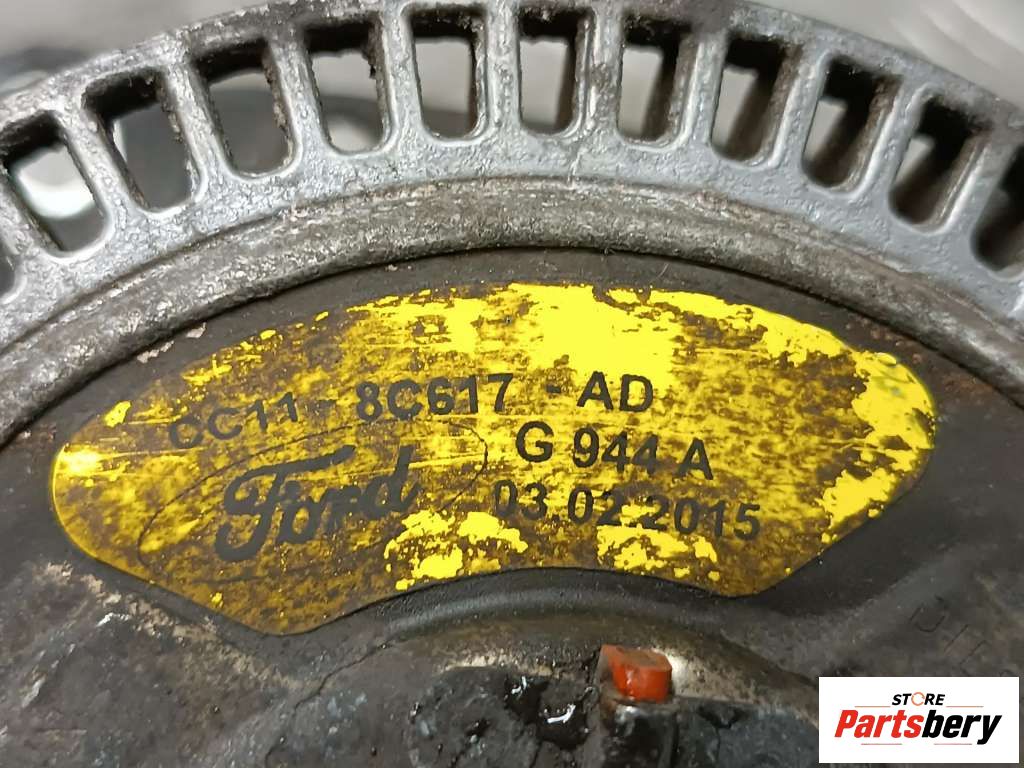 CC11-8C617-AD
G 944 A
Ford
03.02.2015
STORE
Partsbery